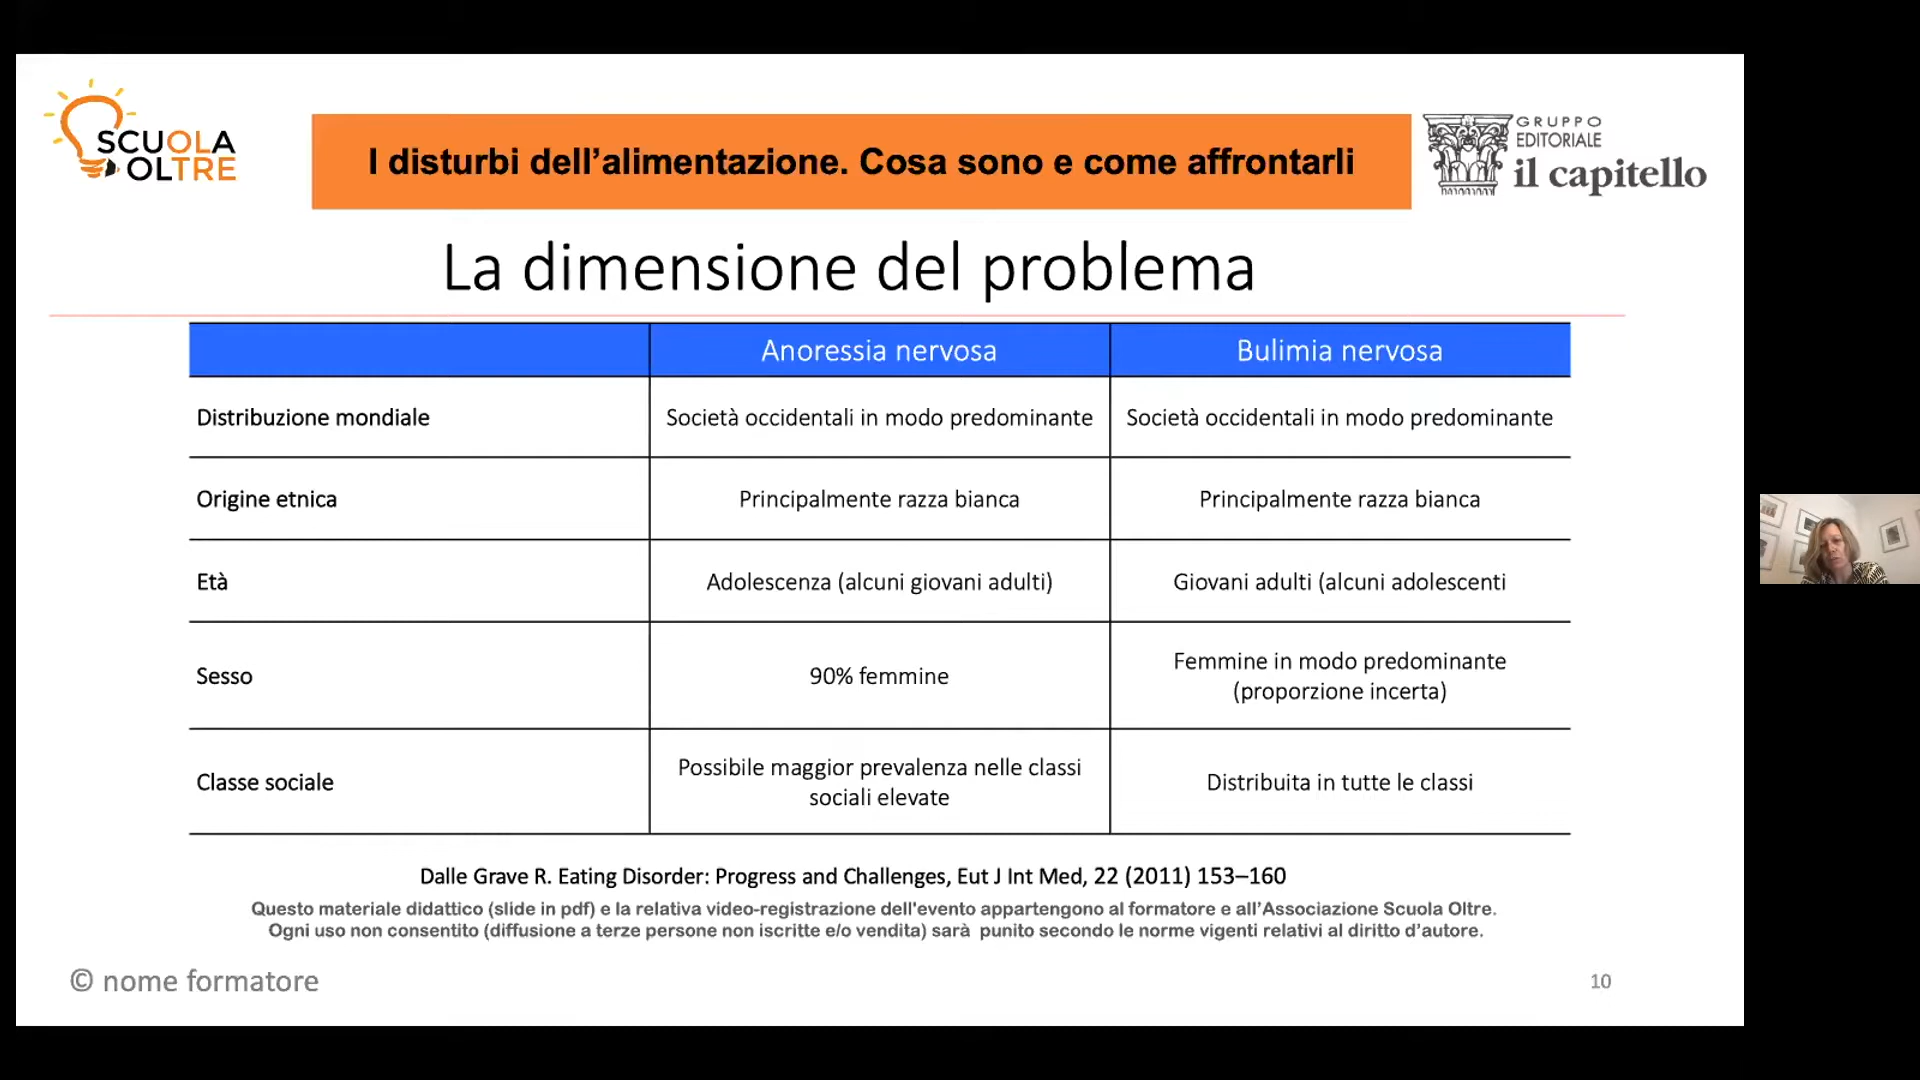 SCUOLA
OLTRE
I disturbi dell’alimentazione. Cosa sono e come affrontarli
GRUPPO
EDITORIALE
il capitello
La dimensione del problema
Anoressia nervosa
Bulimia nervosa
Distribuzione mondiale
Società occidentali in modo predominante
Società occidentali in modo predominante
Origine etnica
Principalmente razza bianca
Principalmente razza bianca
Età
Adolescenza (alcuni giovani adulti)
Giovani adulti (alcuni adolescenti
Sesso
90% femmine
Femmine in modo predominante
(proporzione incerta)
Classe sociale
Possibile maggior prevalenza nelle classi
sociali elevate
Distribuita in tutte le classi
Dalle Grave R. Eating Disorder: Progress and Challenges, Eut J Int Med, 22 (2011) 153–160
Questo materiale didattico (slide in pdf) e la relativa video-registrazione dell'evento appartengono al formatore e all’Associazione Scuola Oltre.
Ogni uso non consentito (diffusione a terze persone non iscritte e/o vendita) sarà punito secondo le norme vigenti relativi al diritto d’autore.
© nome formatore
10